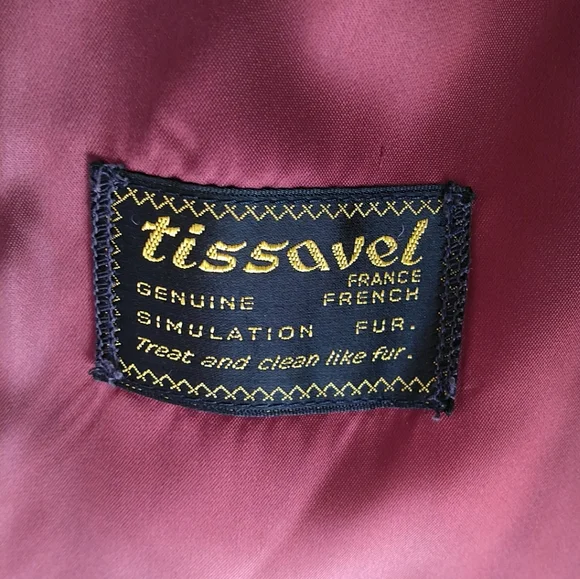 tissavel
FRANCE
GENUINE FRENCH
SIMULATION FUR.
Treat and clean like fur.